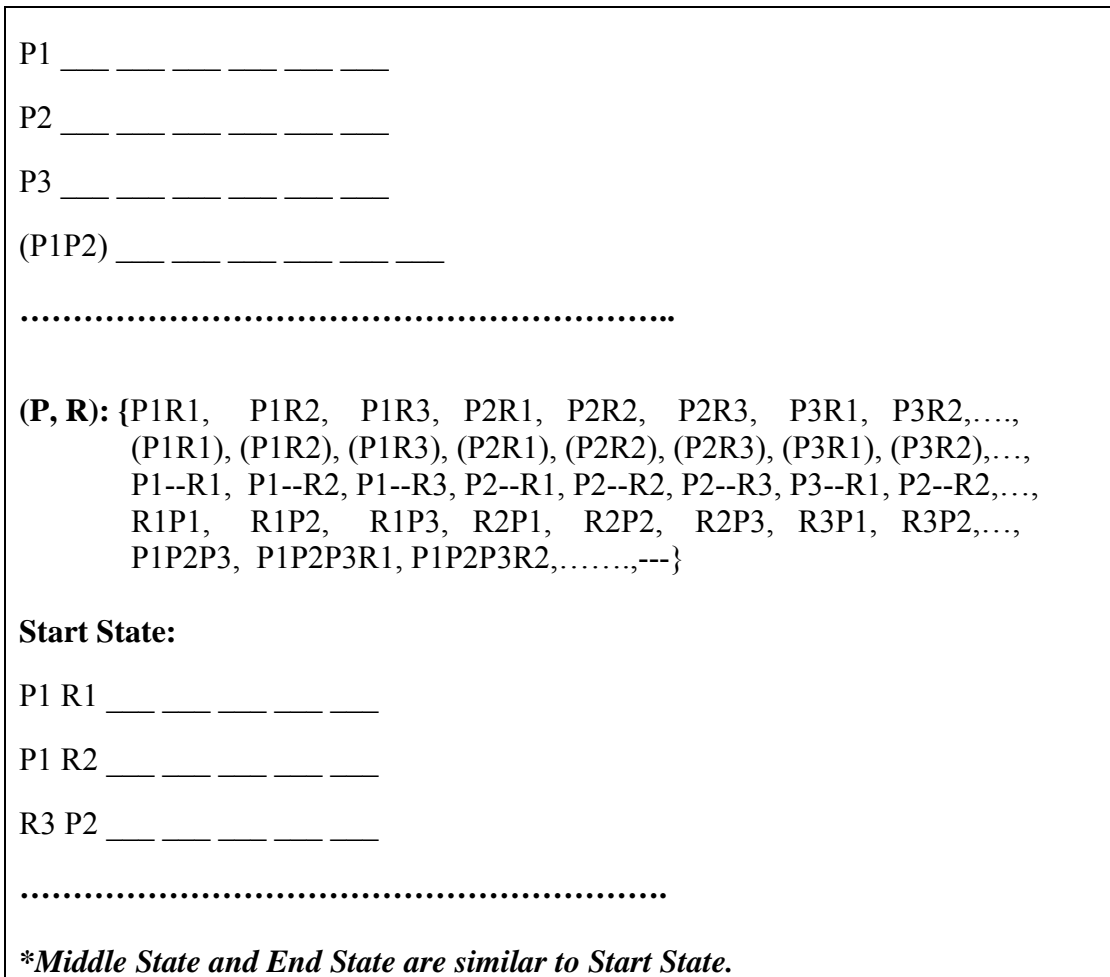 P1 ___ ___ ___ ___ ___ ___
P2 ___ ___ ___ ___ ___ ___
P3 ___ ___ ___ ___ ___ ___
(P1P2) ___ ___ ___ ___ ___ ___
……………………………………………………..
(P, R): {P1R1, P1R2, P1R3, P2R1, P2R2, P2R3, P3R1, P3R2,….,
(P1R1), (P1R2), (P1R3), (P2R1), (P2R2), (P2R3), (P3R1), (P3R2),…,
P1--R1, P1--R2, P1--R3, P2--R1, P2--R2, P2--R3, P3--R1, P2--R2,…,
R1P1, R1P2, R1P3, R2P1, R2P2, R2P3, R3P1, R3P2,…,
P1P2P3, P1P2P3R1, P1P2P3R2,…….,---}
Start State:
P1 R1 ___ ___ ___ ___ ___
P1 R2 ___ ___ ___ ___ ___
R3 P2 ___ ___ ___ ___ ___
…………………………………………………….
*Middle State and End State are similar to Start State.